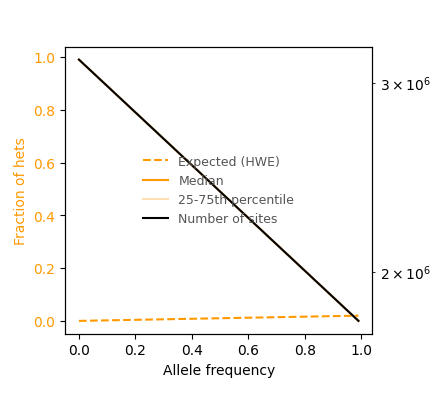 1.0
0.8
0.6
0.4
0.2
0.0
Fraction of hets
3 × 10⁶
2 × 10⁶
Expected (HWE)
Median
25-75th percentile
Number of sites
0.0 0.2 0.4 0.6 0.8 1.0
Allele frequency